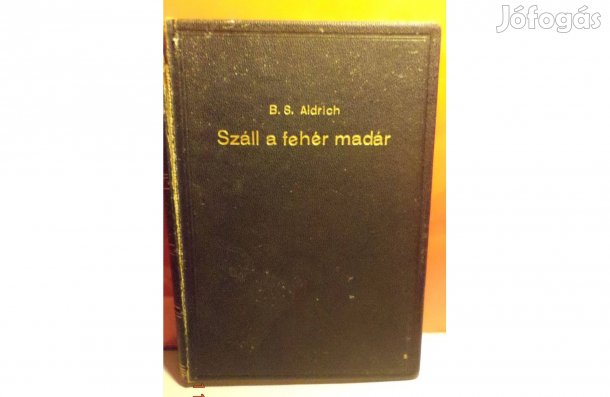 Jófogás
B. S. Aldrich
Száll a fehér madár